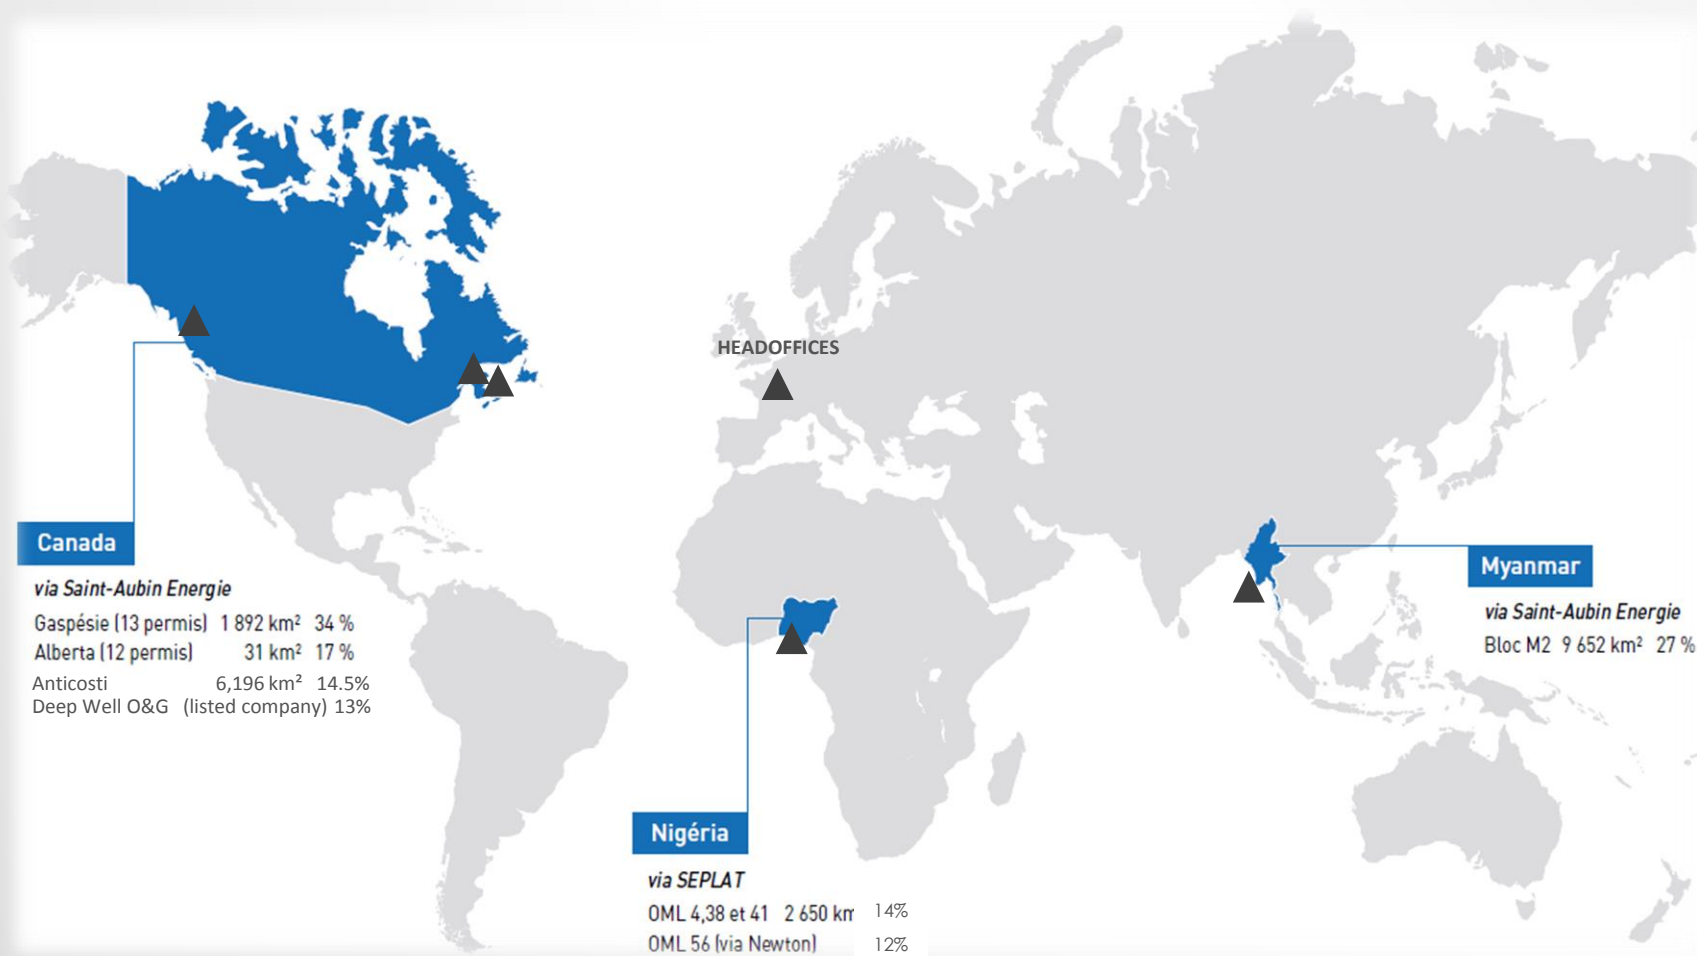 HEADOFFICES
Canada
via Saint-Aubin Energie
Gaspésie (13 permis) 1 892 km² 34 %
Alberta (12 permis) 31 km² 17 %
Anticosti 6,196 km² 14.5%
Deep Well O&G (listed company) 13%
Myanmar
via Saint-Aubin Energie
Bloc M2 9 652 km² 27 %
Nigéria
via SEPLAT
OML 4,38 et 41 2 650 km 14%
OML 56 (via Newton) 12%